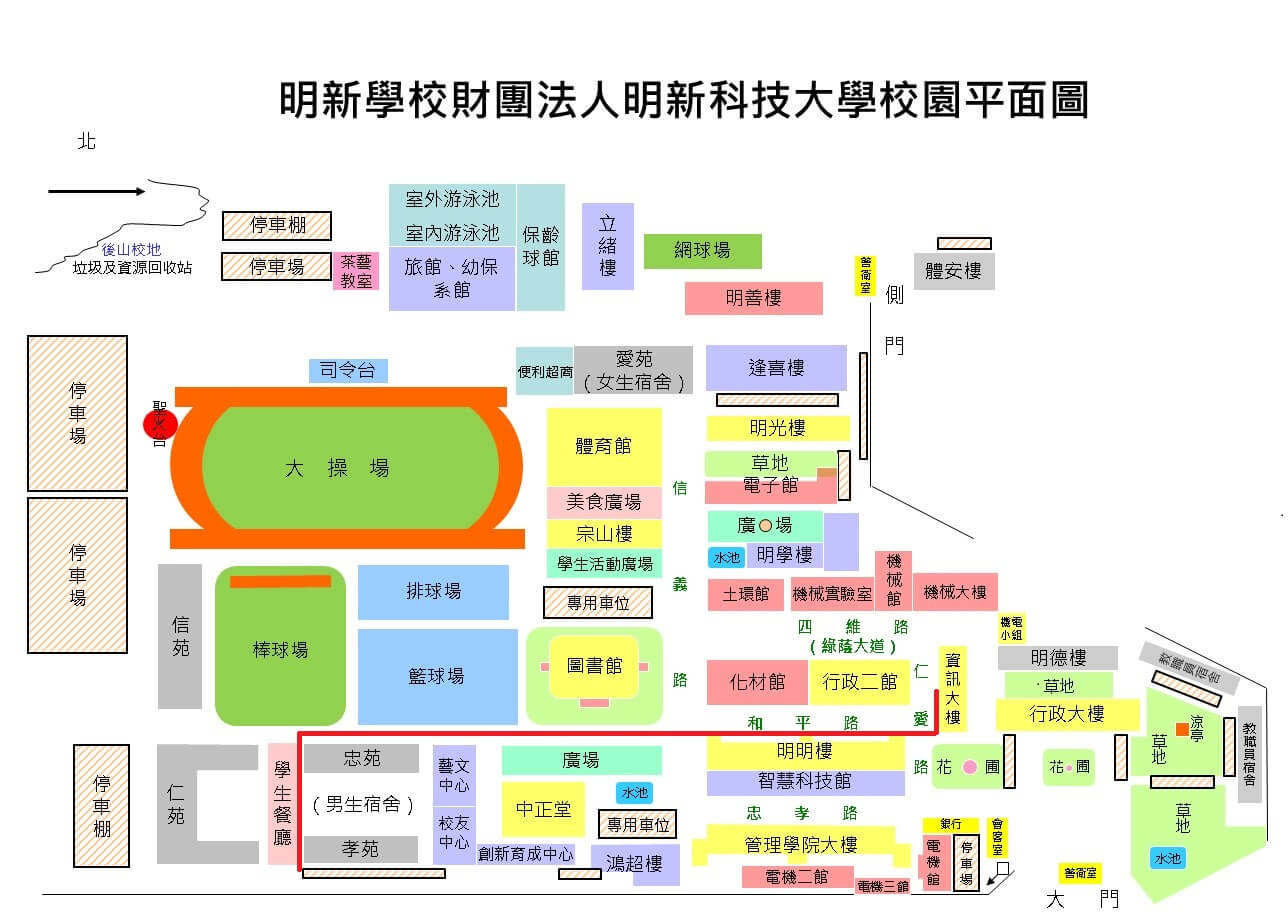 明新學校財團法人明新科技大學校園平面圖
北
後山校地
垃圾及資源回收站
停車棚
停車場
茶藝
教室
室外游泳池
室內游泳池
旅館、幼保
系館
保齡
球館
立緒樓
網球場
明善樓
警衛室
側門
體安樓
停車場
聖火台
司令台
大操場
便利超商
愛苑
(女生宿舍)
逢喜樓
體育館
明光樓
草地
電子館
美食廣場
宗山樓
學生活動廣場
信義路
廣場
水池
明學樓
停車場
信苑
棒球場
排球場
籃球場
專用車位
圖書館
土環館
機械實驗室
機械館
機械大樓
四維路
(綠蔭大道)
化材館
行政二館
仁愛路
資訊大樓
機電
小組
明德樓
草地
行政大樓
教職員宿舍
涼亭
草地
教職員宿舍
和平路
停車棚
仁苑
學生餐廳
忠苑
(男生宿舍)
孝苑
藝文
中心
校友
中心
廣場
中正堂
水池
專用車位
創新育成中心
鴻超樓
明明樓
智慧科技館
忠孝路
管理學院大樓
電機二館
電機三館
花圃
花圃
銀行
電機館
停車場
會客室
警衛室
大門
草地
水池